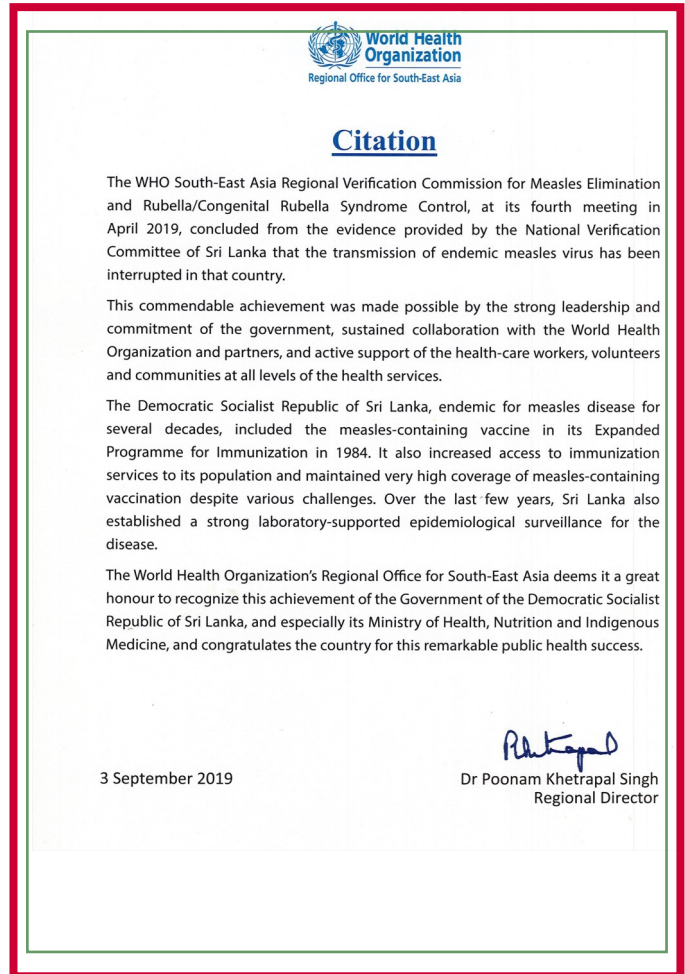 World Health
Organization
Regional Office for South-East Asia
Citation
The WHO South-East Asia Regional Verification Commission for Measles Elimination
and Rubella/Congenital Rubella Syndrome Control, at its fourth meeting in
April 2019, concluded from the evidence provided by the National Verification
Committee of Sri Lanka that the transmission of endemic measles virus has been
interrupted in that country.
This commendable achievement was made possible by the strong leadership and
commitment of the government, sustained collaboration with the World Health
Organization and partners, and active support of the health-care workers, volunteers
and communities at all levels of the health services.
The Democratic Socialist Republic of Sri Lanka, endemic for measles disease for
several decades, included the measles-containing vaccine in its Expanded
Programme for Immunization in 1984. It also increased access to immunization
services to its population and maintained very high coverage of measles-containing
vaccination despite various challenges. Over the last few years, Sri Lanka also
established a strong laboratory-supported epidemiological surveillance for the
disease.
The World Health Organization's Regional Office for South-East Asia deems it a great
honour to recognize this achievement of the Government of the Democratic Socialist
Republic of Sri Lanka, and especially its Ministry of Health, Nutrition and Indigenous
Medicine, and congratulates the country for this remarkable public health success.
3 September 2019
Dr Poonam Khetrapal Singh
Regional Director